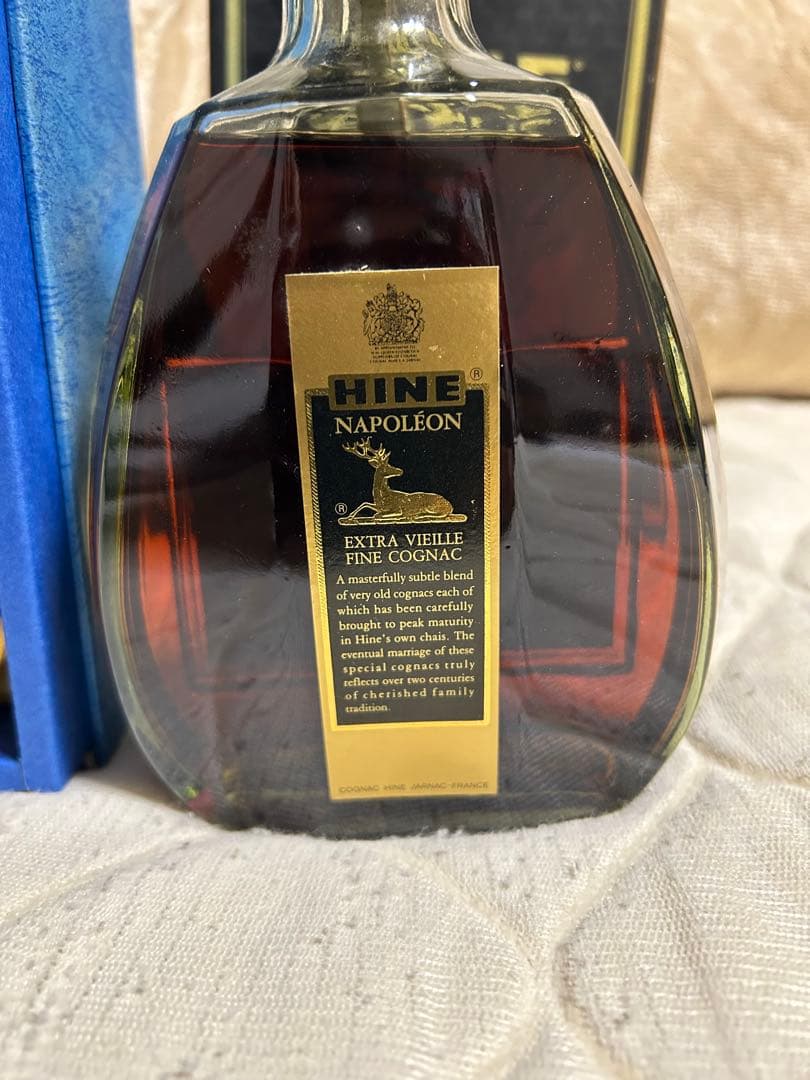 HINE ®
NAPOLÉON
®
EXTRA VIEILLE
FINE COGNAC
A masterfully subtle blend
of very old cognacs each of
which has been carefully
brought to peak maturity
in Hine's own chais. The
eventual marriage of these
special cognacs truly
reflects over two centuries
of cherished family
tradition.
COGNAC HINE JARNAC-FRANCE